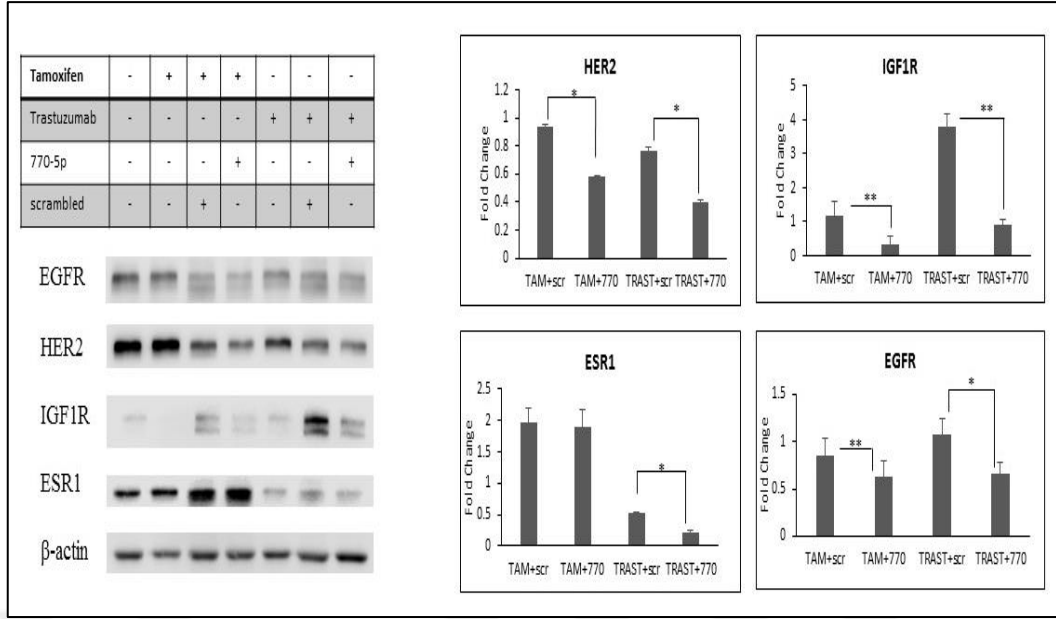 Tamoxifen - + + + - - -
Trastuzumab - - - - + + +
770-5p - - - + - - +
scrambled - - + - - + -
EGFR
HER2
IGF1R
ESR1
β-actin
HER2
Fold Change
1.2
1
0.8
0.6
0.4
0.2
0
*
*
TAM+scr TAM+770 TRAST+scr TRAST+770
IGF1R
Fold Change
5
4
3
2
1
0
**
**
TAM+scr TAM+770 TRAST+scr TRAST+770
ESR1
Fold Change
2.5
2
1.5
1
0.5
0
*
TAM+scr TAM+770 TRAST+scr TRAST+770
EGFR
Fold Change
1.5
1
0.5
0
**
*
TAM+scr TAM+770 TRAST+scr TRAST+770